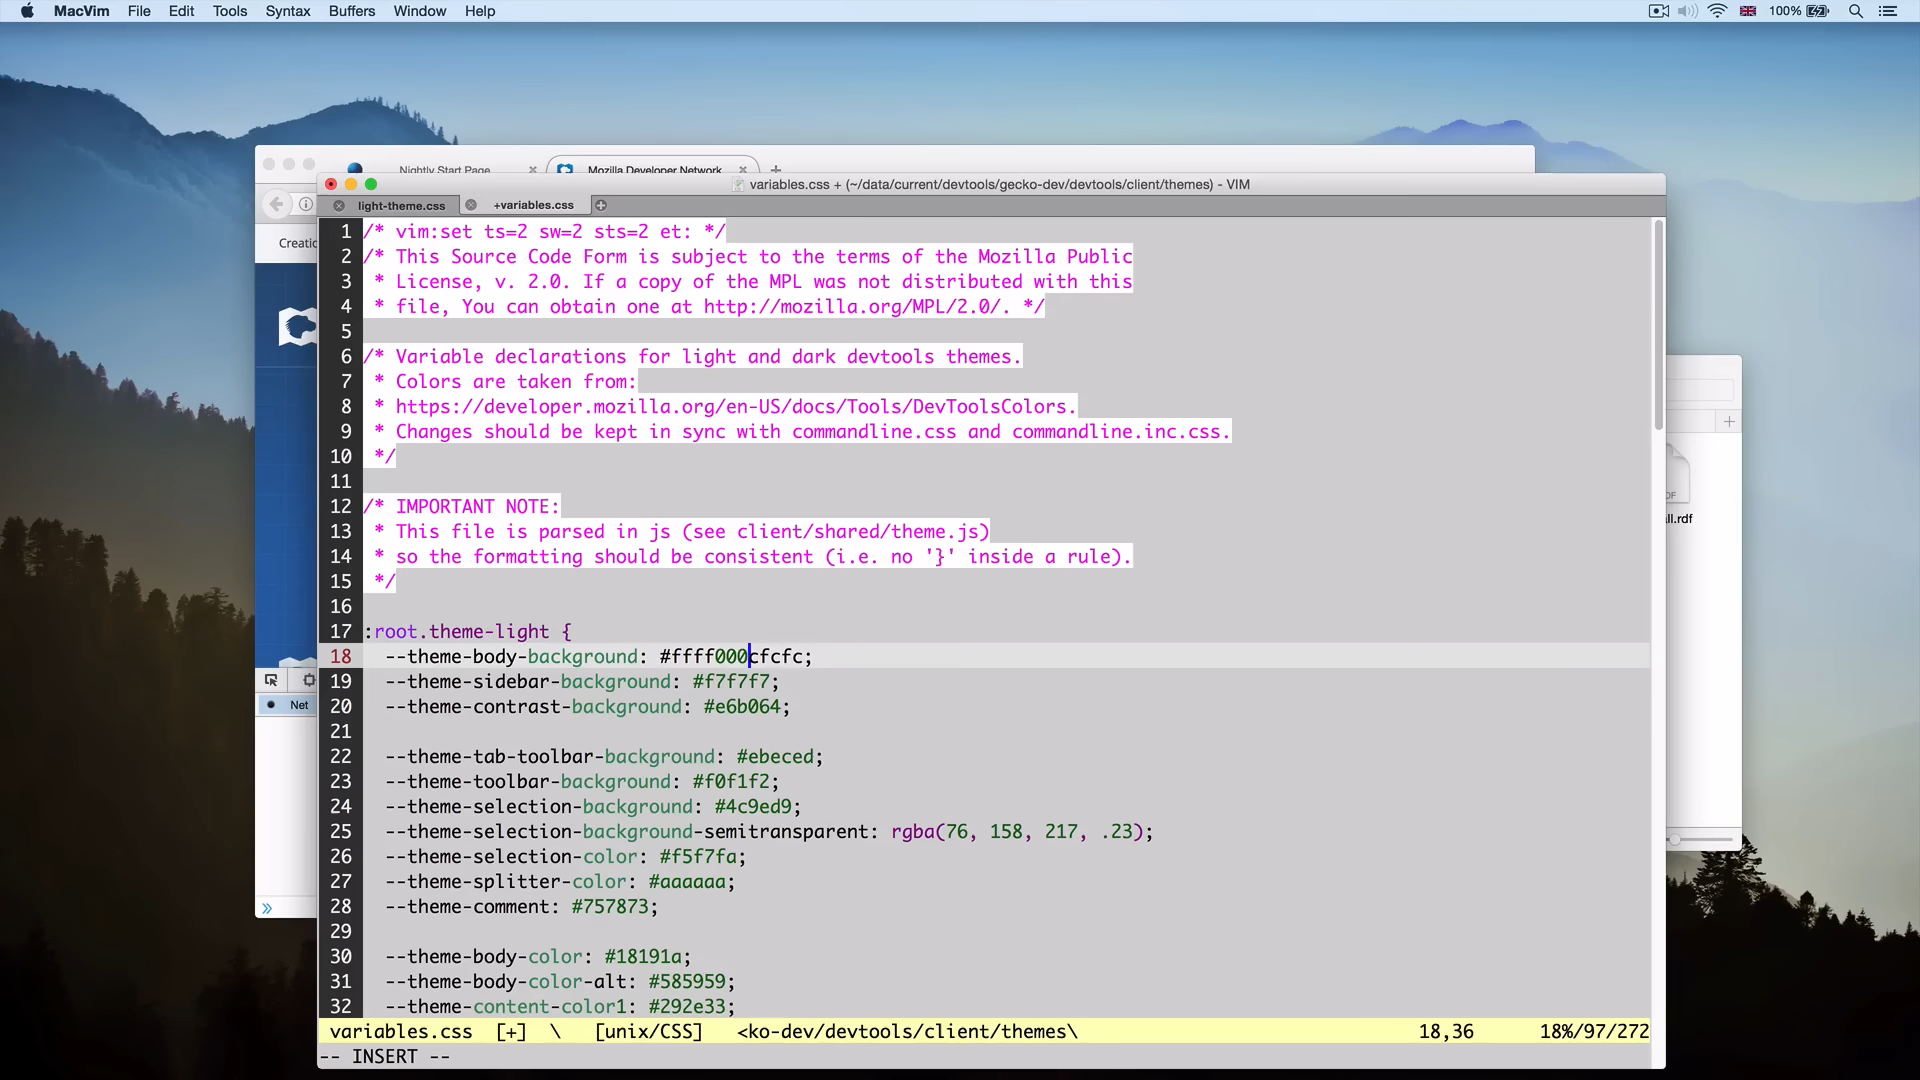 MacVim File Edit Tools Syntax Buffers Window Help 100%
Nightly Start Page Mozilla Developer Network
variables.css + (~/data/current/devtools/gecko-dev/devtools/client/themes) - VIM
light-theme.css +variables.css
1 /* vim:set ts=2 sw=2 sts=2 et: */
2 /* This Source Code Form is subject to the terms of the Mozilla Public
3 * License, v. 2.0. If a copy of the MPL was not distributed with this
4 * file, You can obtain one at http://mozilla.org/MPL/2.0/. */
5
6 /* Variable declarations for light and dark devtools themes.
7 * Colors are taken from:
8 * https://developer.mozilla.org/en-US/docs/Tools/DevToolsColors.
9 * Changes should be kept in sync with commandline.css and commandline.inc.css.
10 */
11
12 /* IMPORTANT NOTE:
13 * This file is parsed in js (see client/shared/theme.js)
14 * so the formatting should be consistent (i.e. no '}' inside a rule).
15 */
16
17 :root.theme-light {
18 --theme-body-background: #ffff000cfcfc;
19 --theme-sidebar-background: #f7f7f7;
20 --theme-contrast-background: #e6b064;
21
22 --theme-tab-toolbar-background: #ebeced;
23 --theme-toolbar-background: #f0f1f2;
24 --theme-selection-background: #4c9ed9;
25 --theme-selection-background-semitransparent: rgba(76, 158, 217, .23);
26 --theme-selection-color: #f5f7fa;
27 --theme-splitter-color: #aaaaaa;
28 --theme-comment: #757873;
29
30 --theme-body-color: #18191a;
31 --theme-body-color-alt: #585959;
32 --theme-content-color1: #292e33;
variables.css [+] \ [unix/CSS] <ko-dev/devtools/client/themes\ 18,36 18%/97/272
-- INSERT --
Creatio
Net
DF
ll.rdf